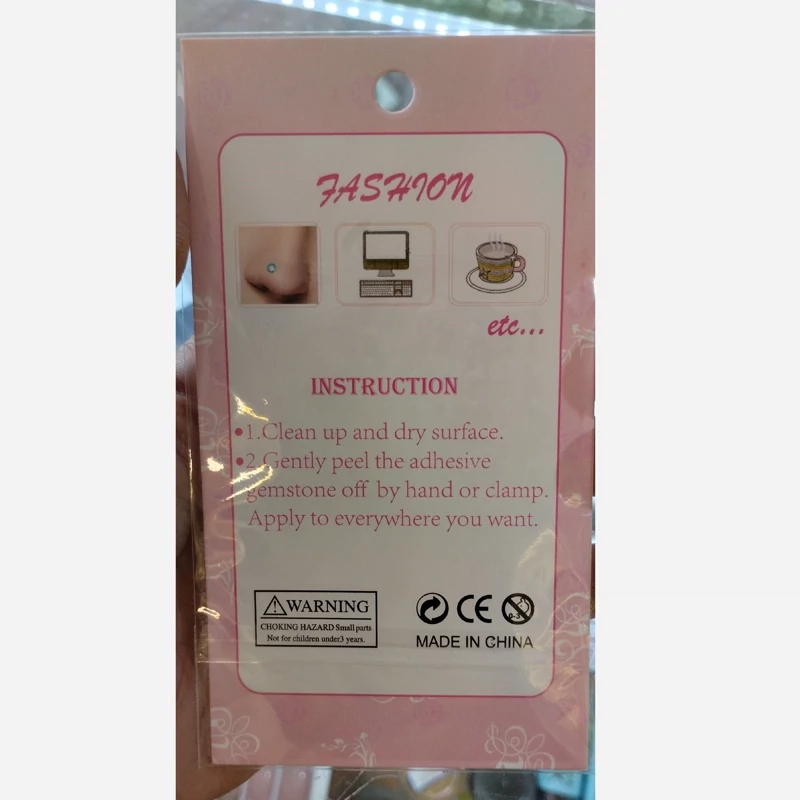 FASHION
etc...
INSTRUCTION
•1.Clean up and dry surface.
•2.Gently peel the adhesive
gemstone off by hand or clamp.
Apply to everywhere you want.
WARNING
CHOKING HAZARD Small parts
Not for children under3 years.
CE 0-3
MADE IN CHINA